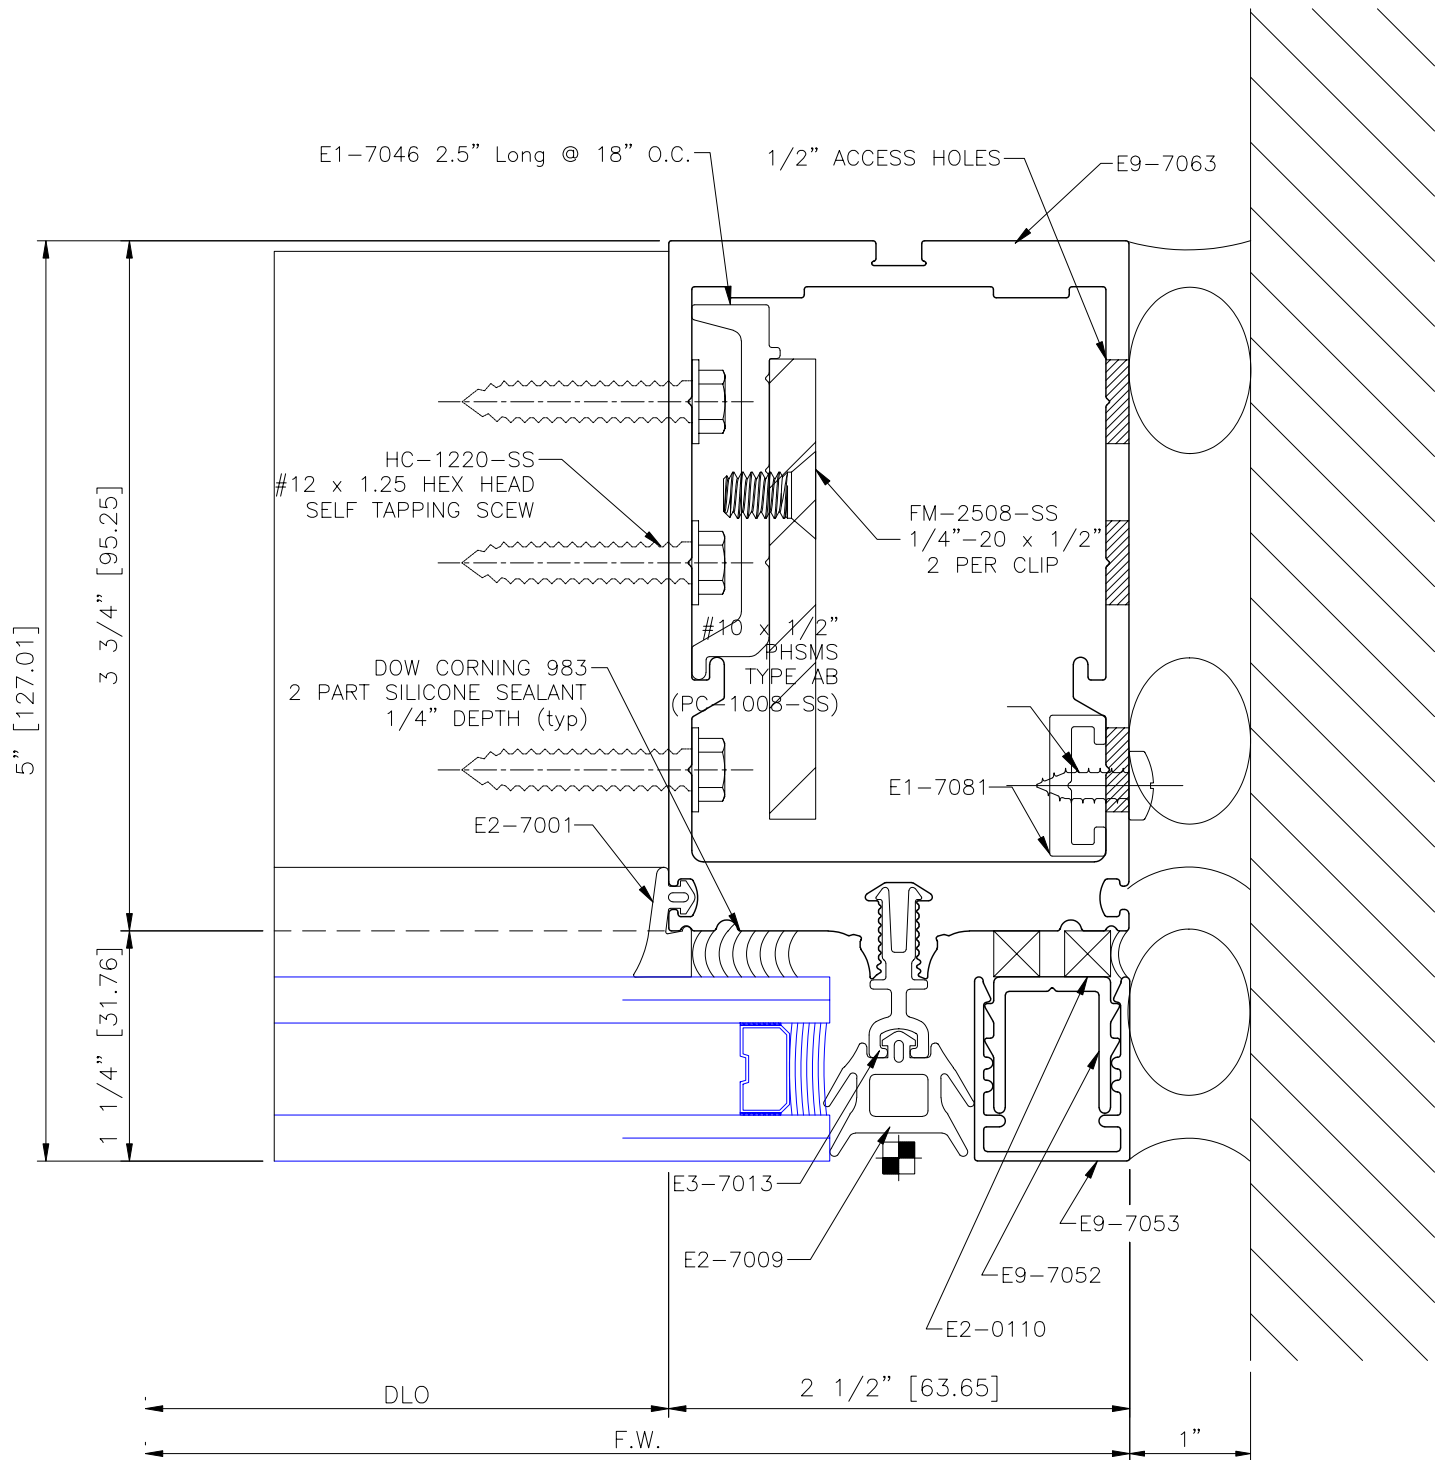 E1-7046 2.5" Long @ 18" O.C.
1/2" ACCESS HOLES
E9-7063
HC-1220-SS
#12 x 1.25 HEX HEAD
SELF TAPPING SCEW
FM-2508-SS
1/4"-20 x 1/2"
2 PER CLIP
3 3/4" [95.25]
5" [127.01]
#10 x 1/2"
PHSMS
TYPE AB
(PC-1008-SS)
DOW CORNING 983
2 PART SILICONE SEALANT
1/4" DEPTH (typ)
E1-7081
E2-7001
1 1/4" [31.76]
E3-7013
E9-7053
E2-7009
E9-7052
E2-0110
DLO
2 1/2" [63.65]
F.W.
1"